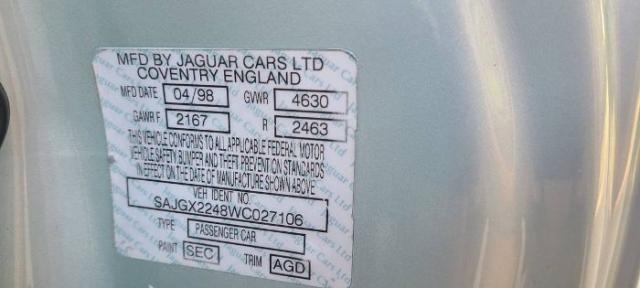 MFD BY JAGUAR CARS LTD
COVENTRY ENGLAND
MFD DATE 04/98 GVWR 4630
GAWR F. 2167 R 2463
THIS VEHICLE CONFORMS TO ALL APPLICABLE FEDERAL MOTOR
VEHICLE SAFETY BUMPER AND THEFT PREVENTION STANDARDS
IN EFFECT ON THE DATE OF MANUFACTURE SHOWN ABOVE
VEH IDENT NO.
SAJGX2248WC027106
TYPE PASSENGER CAR
PAINT SEC TRIM AGD